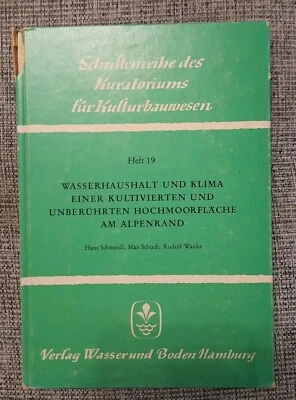 Schriftenreihe des
Kuratoriums
für Kulturbauwesen
Heft 19
WASSERHAUSHALT UND KLIMA
EINER KULTIVIERTEN UND
UNBERÜHRTEN HOCHMOORFLÄCHE
AM ALPENRAND
Hans Schmeidl, Max Schuch, Rudolf Wanke
Verlag Wasser und Boden Hamburg